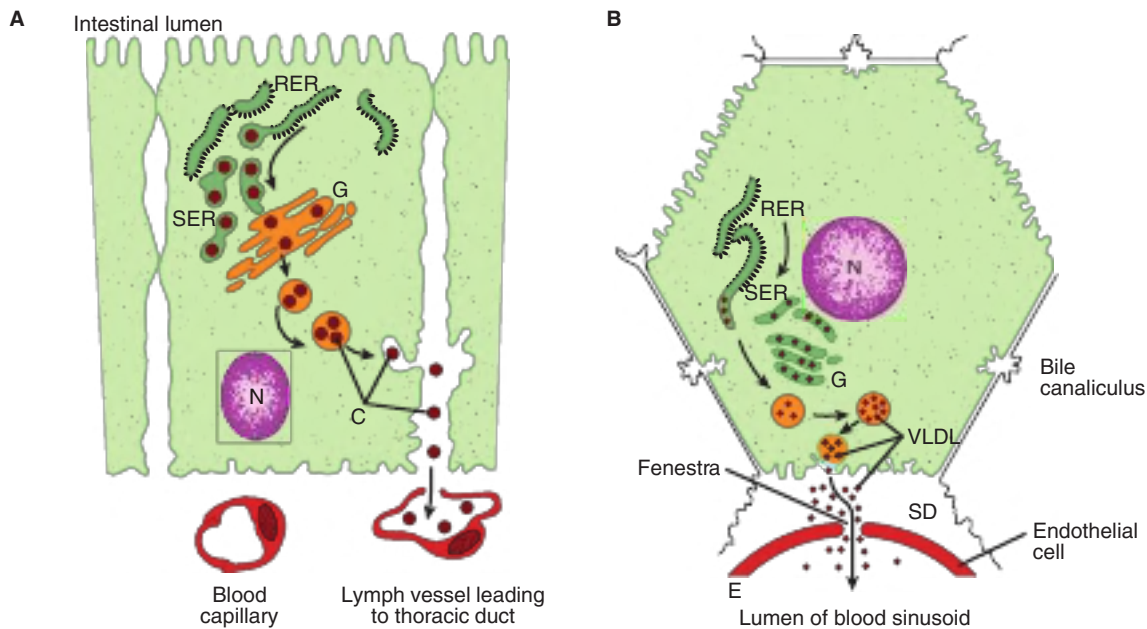 A
Intestinal lumen
RER
SER
G
N
C
Blood
capillary
Lymph vessel leading
to thoracic duct
B
RER
N
SER
G
Bile
canaliculus
VLDL
Fenestra
SD
Endothelial
cell
E
Lumen of blood sinusoid